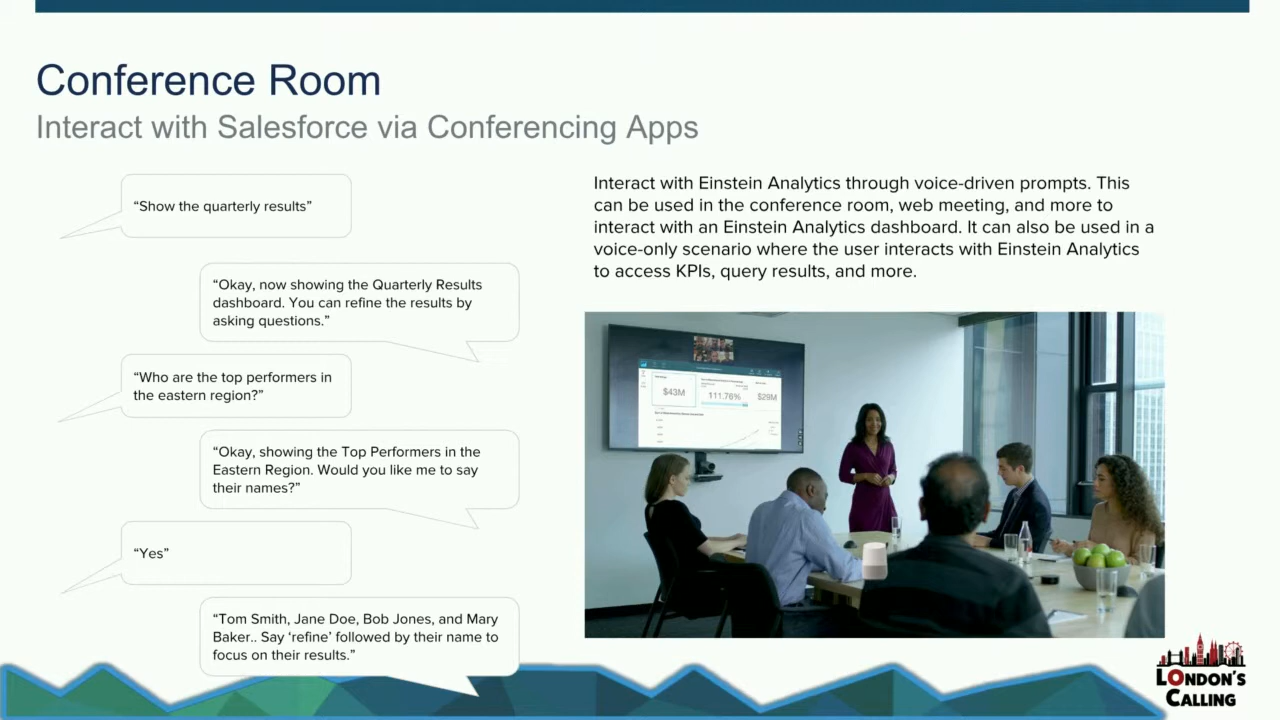 Conference Room
Interact with Salesforce via Conferencing Apps
“Show the quarterly results”
“Okay, now showing the Quarterly Results
dashboard. You can refine the results by
asking questions.”
“Who are the top performers in
the eastern region?”
“Okay, showing the Top Performers in the
Eastern Region. Would you like me to say
their names?”
“Yes”
“Tom Smith, Jane Doe, Bob Jones, and Mary
Baker.. Say ‘refine’ followed by their name to
focus on their results.”
Interact with Einstein Analytics through voice-driven prompts. This
can be used in the conference room, web meeting, and more to
interact with an Einstein Analytics dashboard. It can also be used in a
voice-only scenario where the user interacts with Einstein Analytics
to access KPIs, query results, and more.
$43M
111.76%
$29M
LONDON'S
CALLING